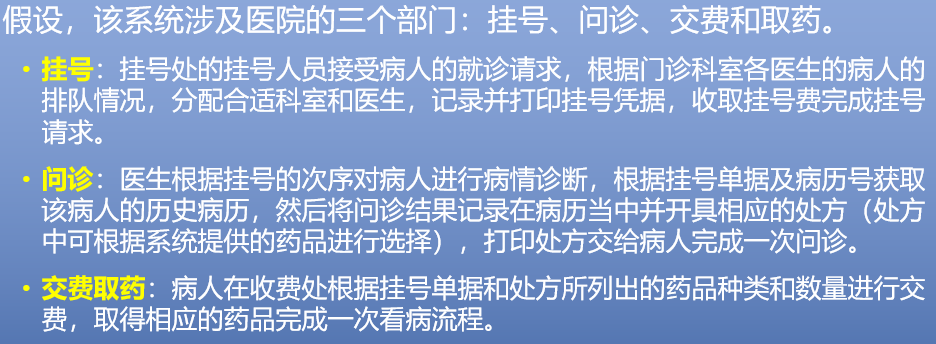 假设，该系统涉及医院的三个部门：挂号、问诊、交费和取药。
• 挂号：挂号处的挂号人员接受病人的就诊请求，根据门诊科室各医生的病人的
排队情况，分配合适科室和医生，记录并打印挂号凭据，收取挂号费完成挂号
请求。
• 问诊：医生根据挂号的次序对病人进行病情诊断，根据挂号单据及病历号获取
该病人的历史病历，然后将问诊结果记录在病历当中并开具相应的处方（处方
中可根据系统提供的药品进行选择），打印处方交给病人完成一次问诊。
• 交费取药：病人在收费处根据挂号单据和处方所列出的药品种类和数量进行交
费，取得相应的药品完成一次看病流程。